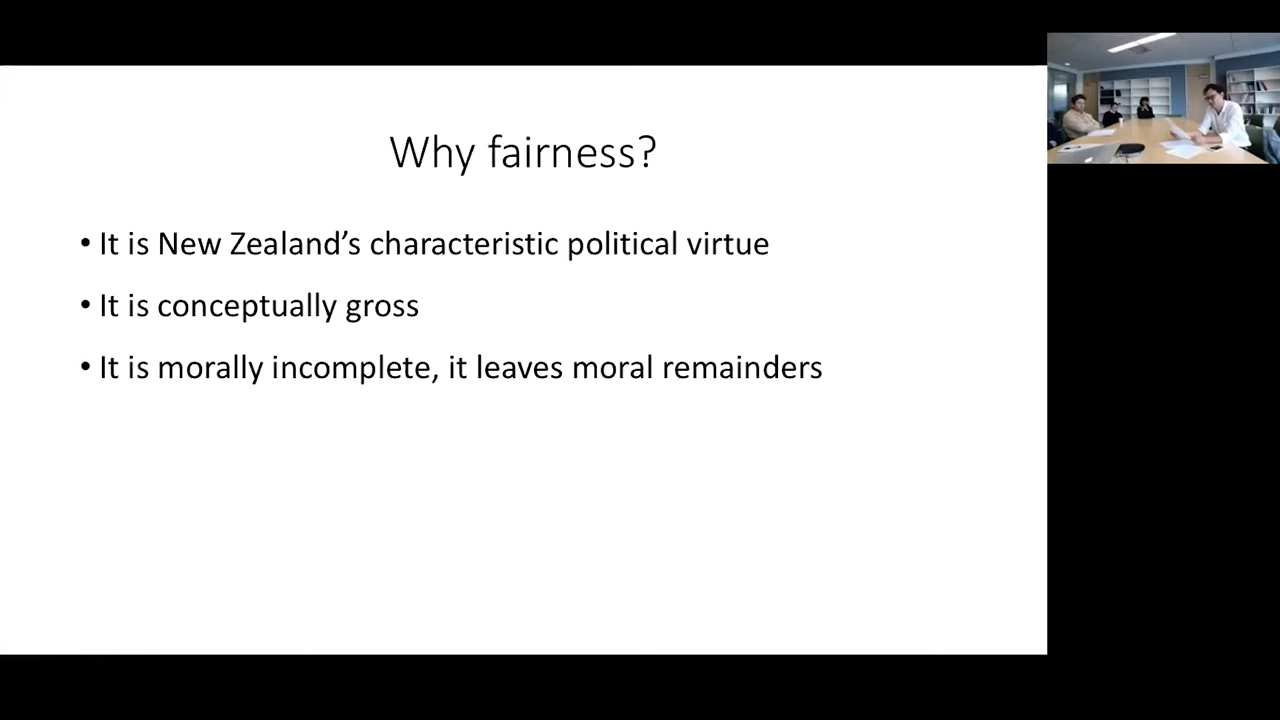 Why fairness?
• It is New Zealand’s characteristic political virtue
• It is conceptually gross
• It is morally incomplete, it leaves moral remainders